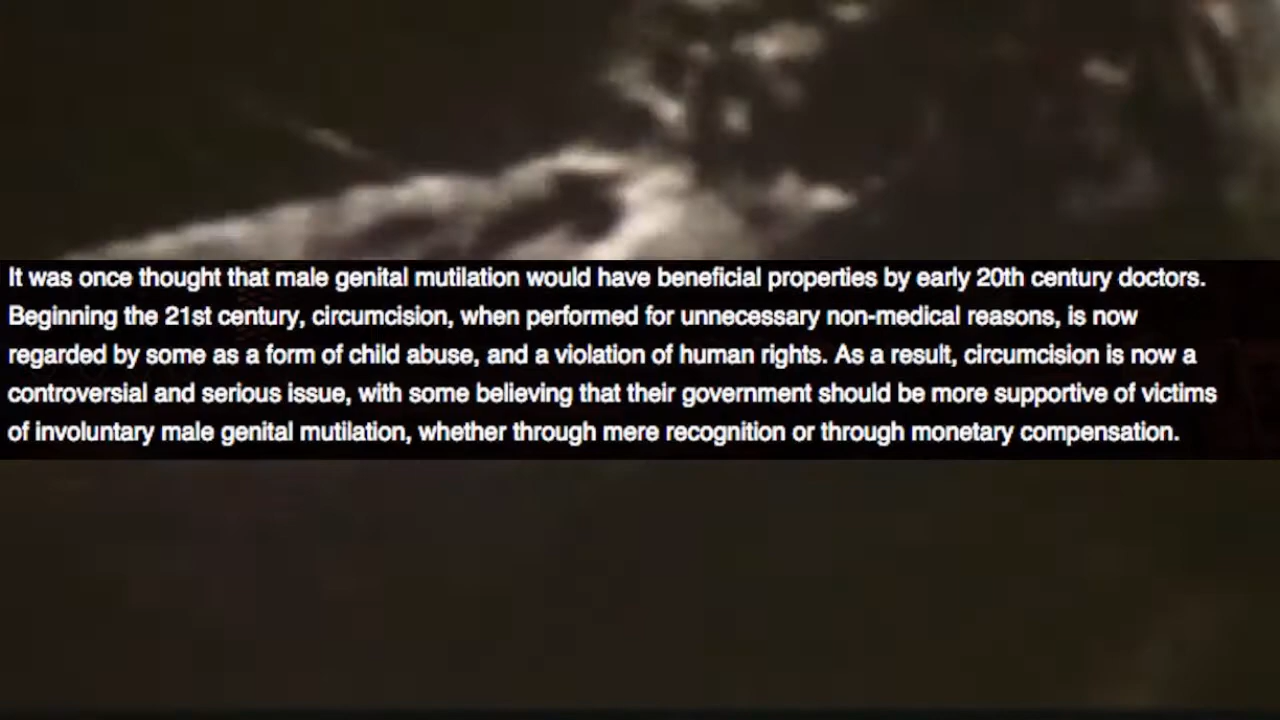 It was once thought that male genital mutilation would have beneficial properties by early 20th century doctors.
Beginning the 21st century, circumcision, when performed for unnecessary non-medical reasons, is now
regarded by some as a form of child abuse, and a violation of human rights. As a result, circumcision is now a
controversial and serious issue, with some believing that their government should be more supportive of victims
of involuntary male genital mutilation, whether through mere recognition or through monetary compensation.